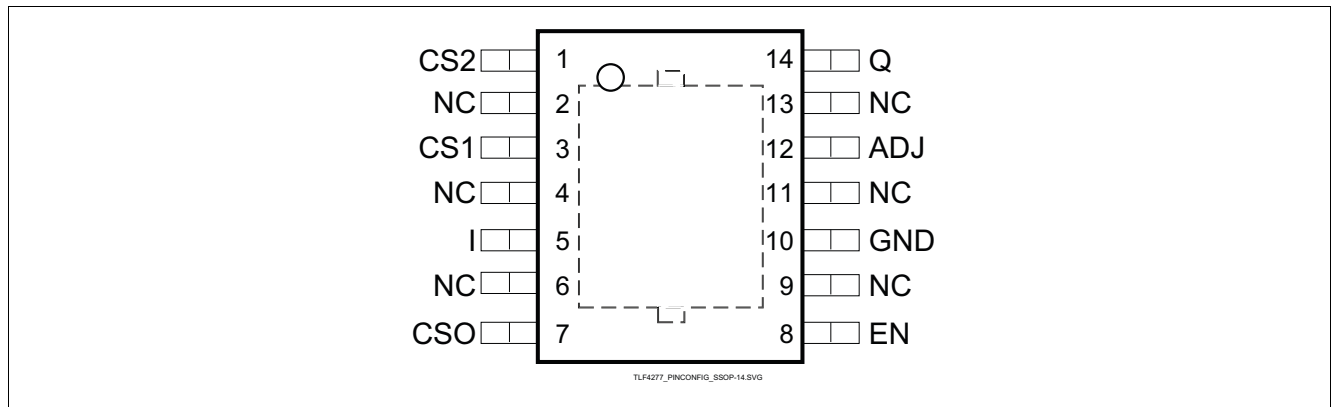 CS2 1 14 Q
NC 2 13 NC
CS1 3 12 ADJ
NC 4 11 NC
I 5 10 GND
NC 6 9 NC
CSO 7 8 EN
TLF4277_PINCONFIG_SSOP-14.SVG